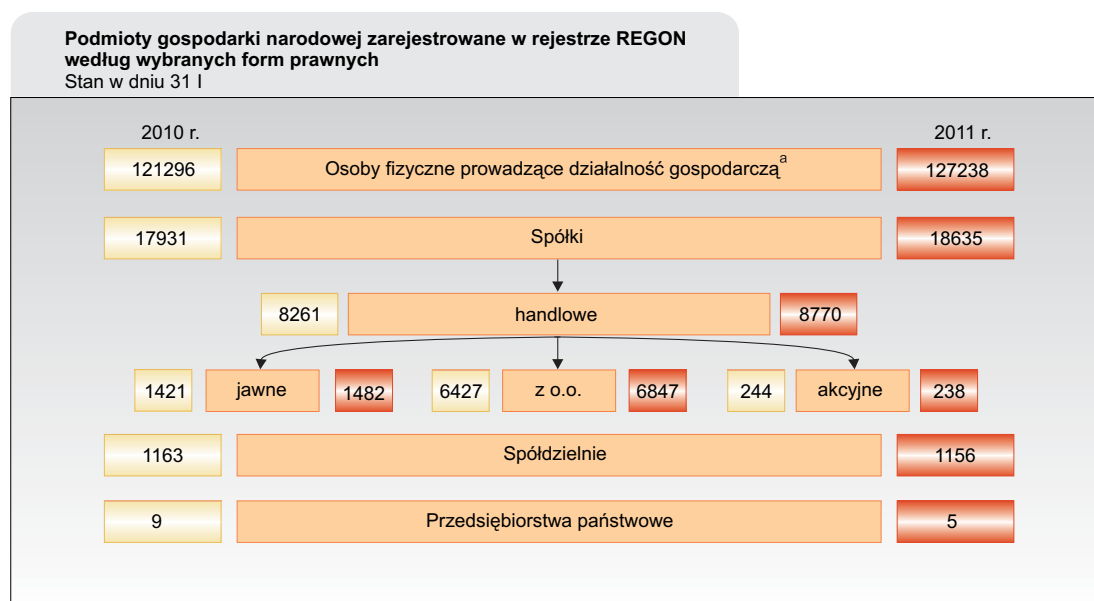 Podmioty gospodarki narodowej zarejestrowane w rejestrze REGON
według wybranych form prawnych
Stan w dniu 31 I
2010 r. 2011 r.
121296 Osoby fizyczne prowadzące działalność gospodarczą^a 127238
17931 Spółki 18635
8261 handlowe 8770
1421 jawne 1482 6427 z o.o. 6847 244 akcyjne 238
1163 Spółdzielnie 1156
9 Przedsiębiorstwa państwowe 5